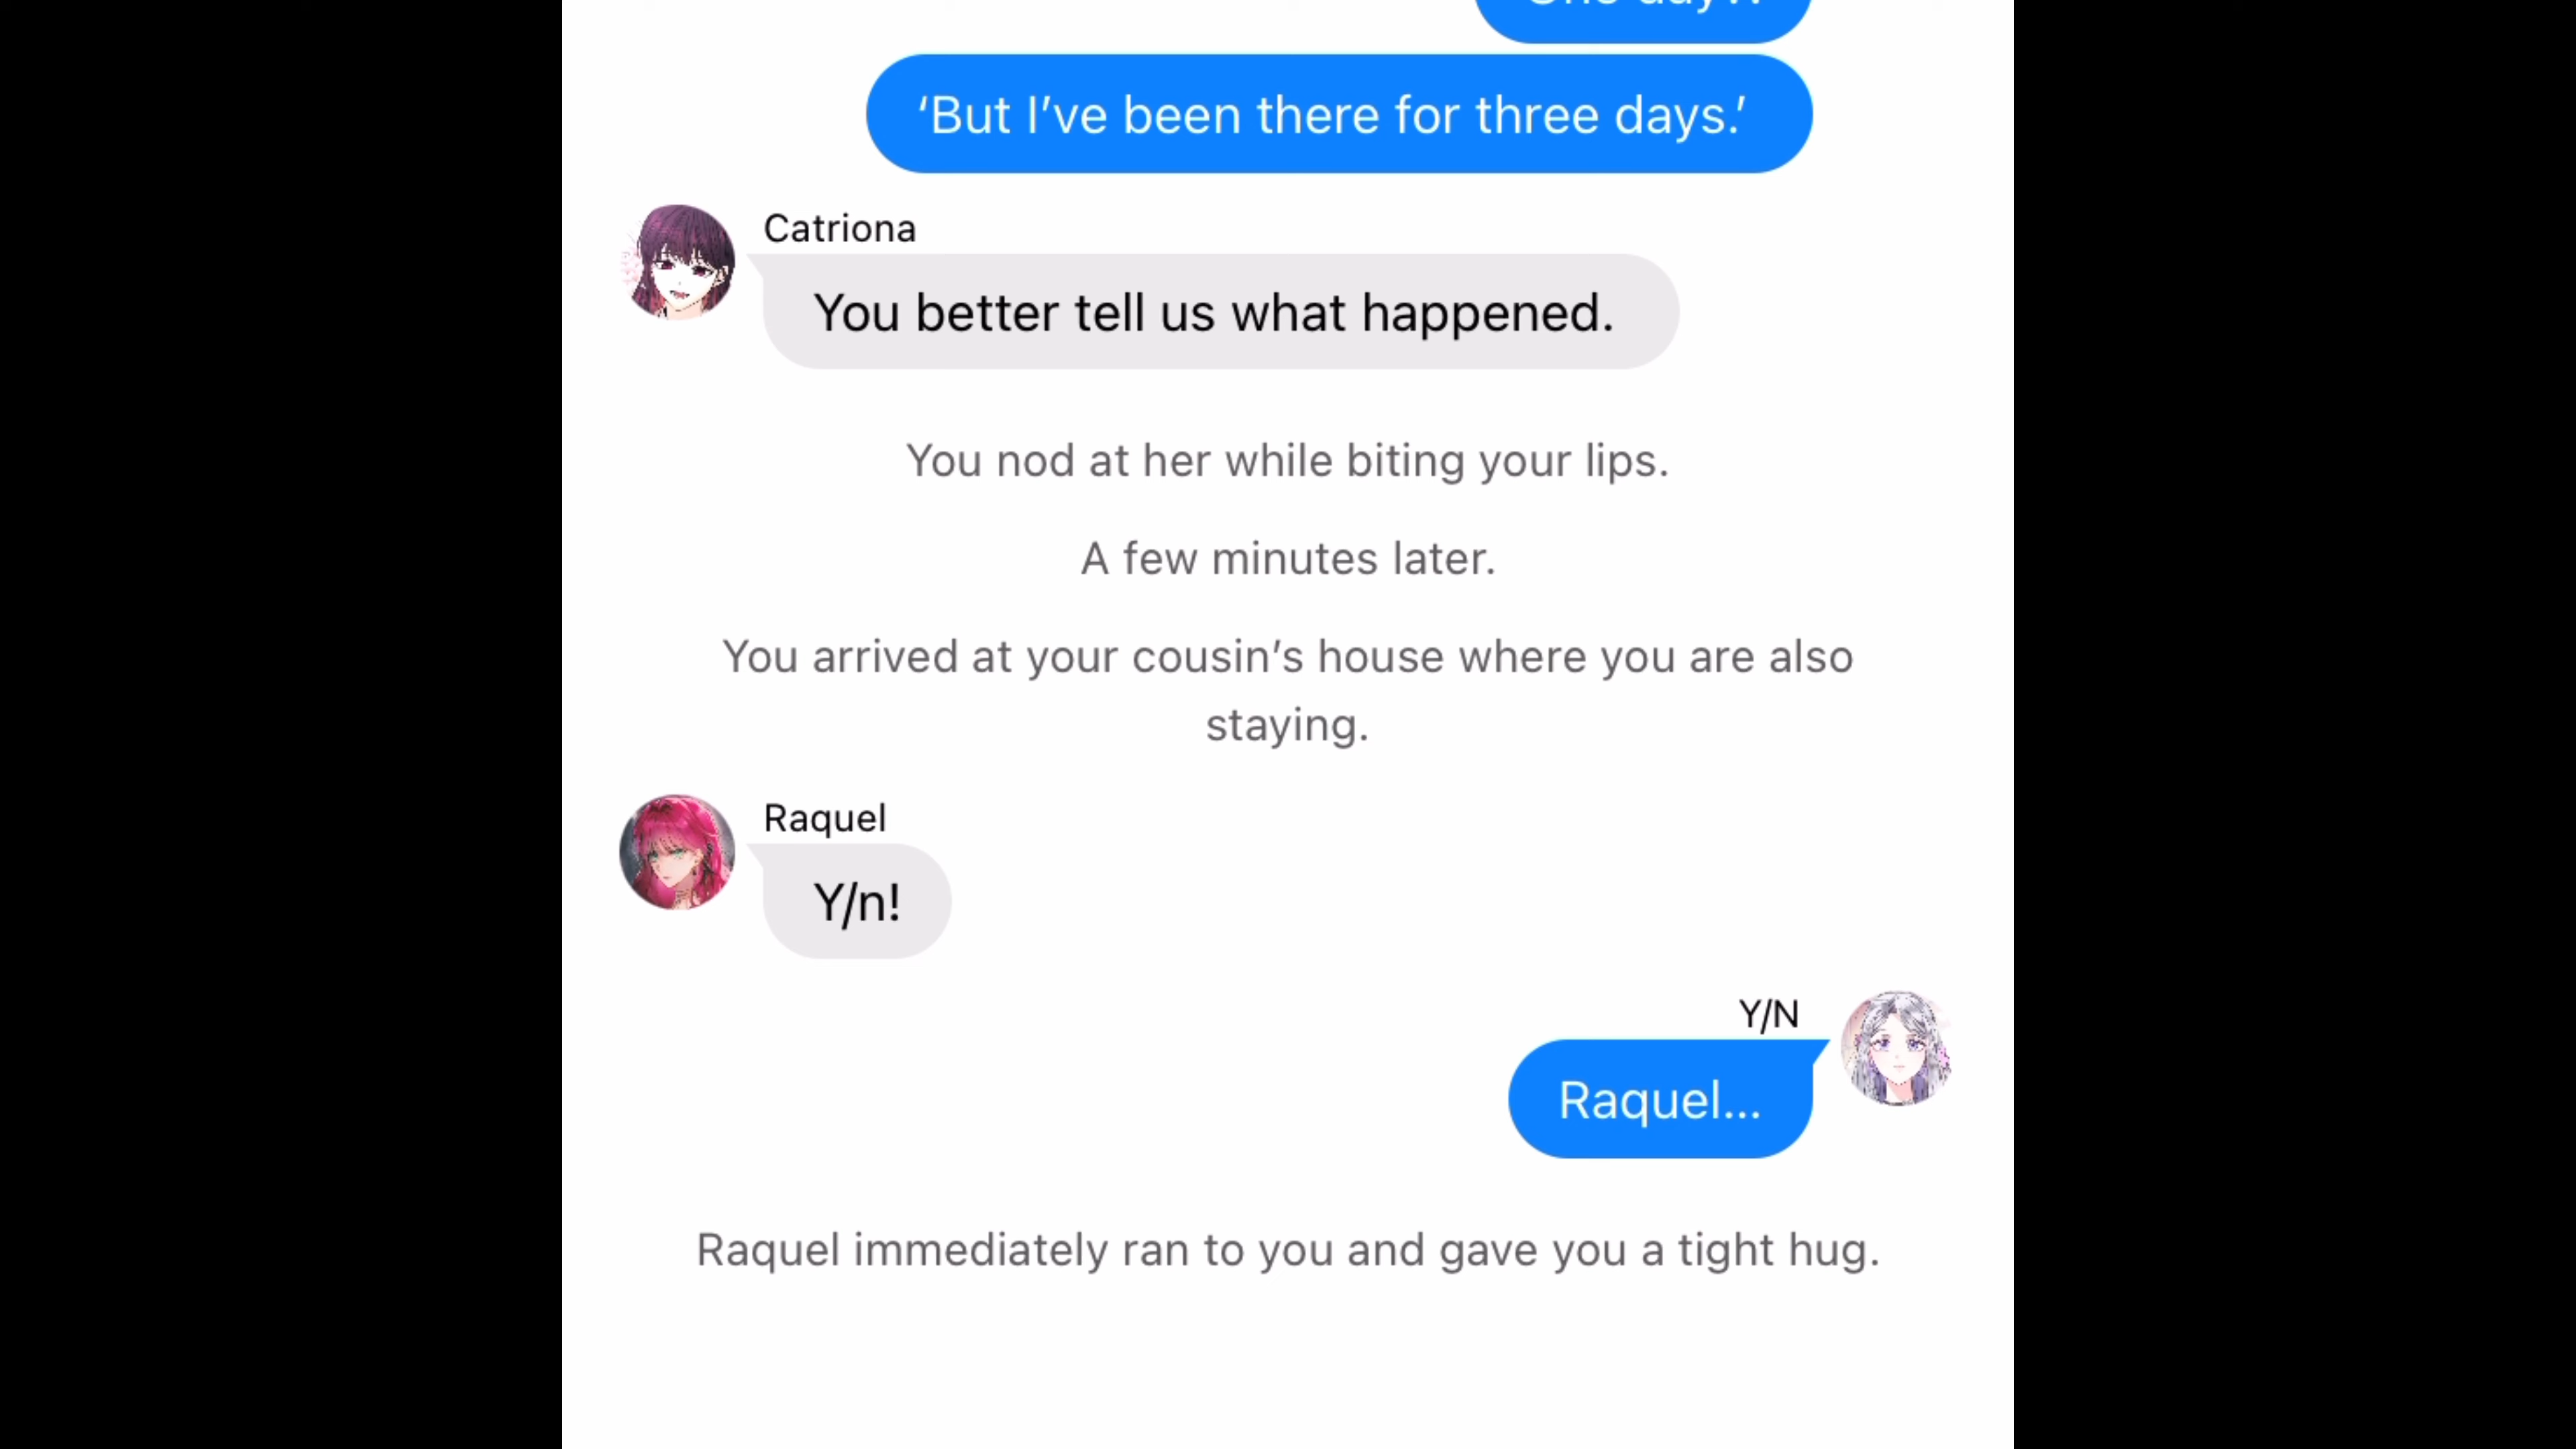 ‘But I’ve been there for three days.’
Catriona
You better tell us what happened.
You nod at her while biting your lips.
A few minutes later.
You arrived at your cousin’s house where you are also
staying.
Raquel
Y/n!
Y/N
Raquel...
Raquel immediately ran to you and gave you a tight hug.